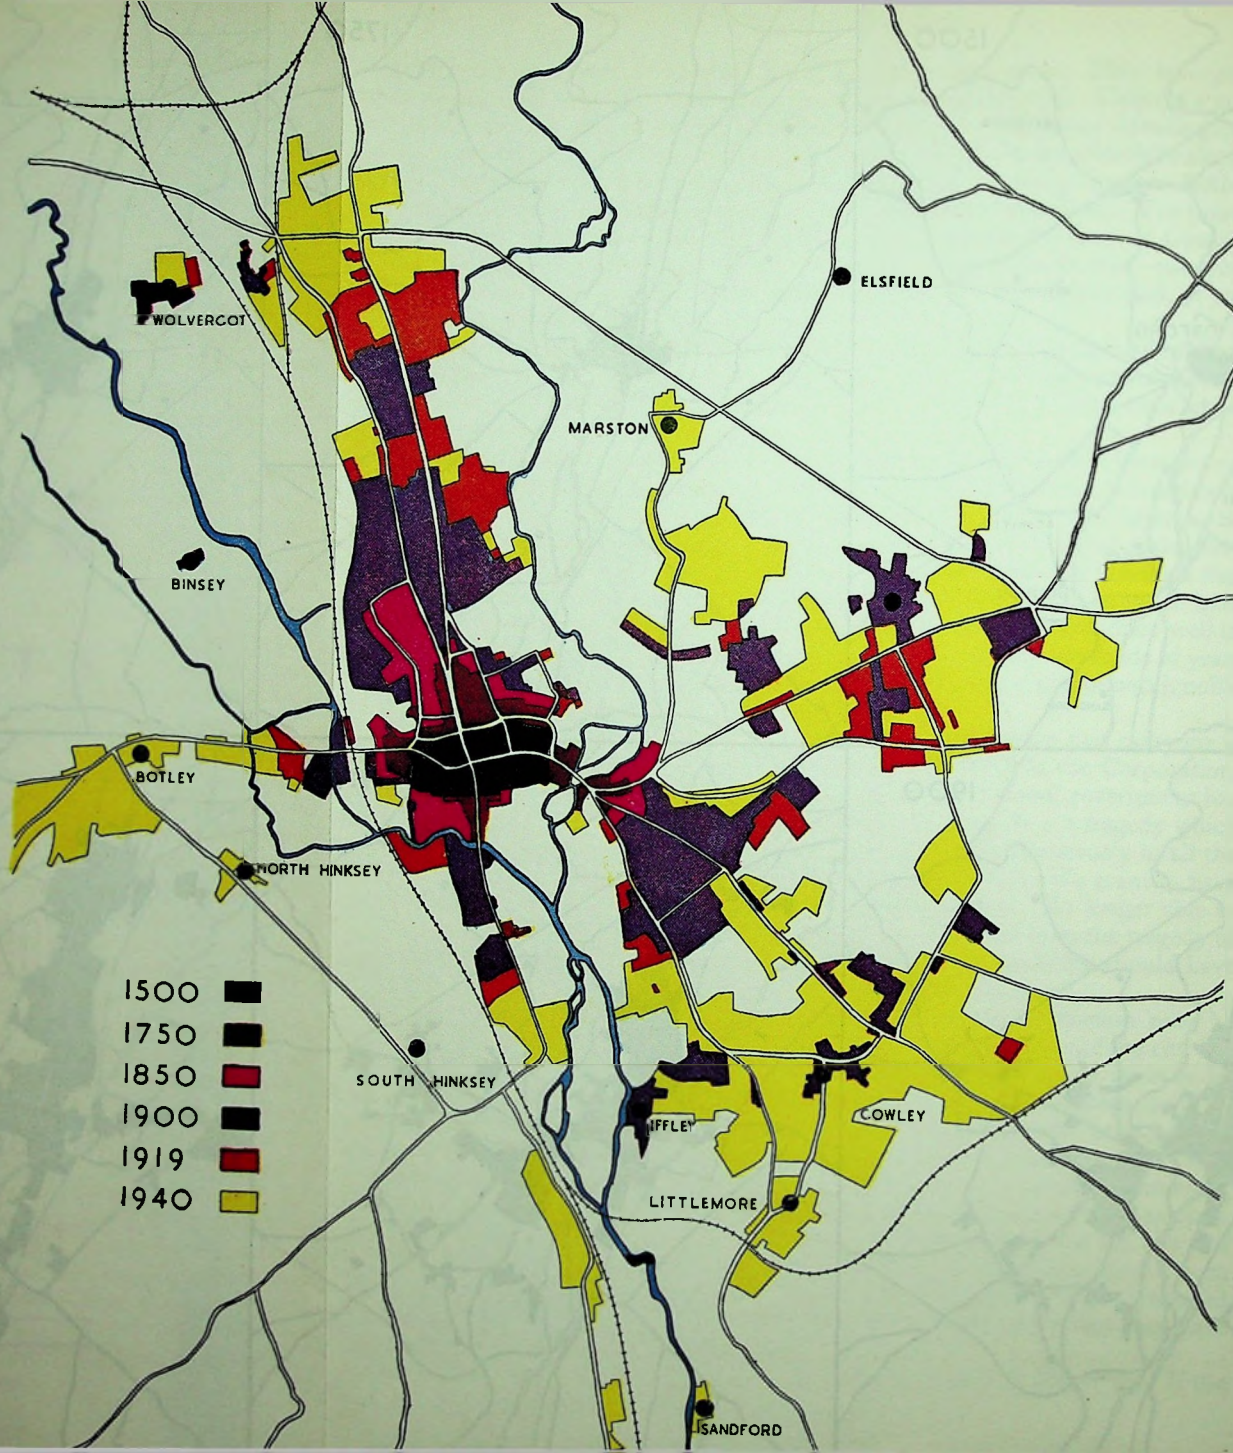 ELSFIELD
WOLVERCOT
MARSTON
BINSEY
BOTLEY
NORTH HINKSEY
1500
1750
1850
1900
1919
1940
SOUTH HINKSEY
IFFLEY
COWLEY
LITTLEMORE
SANDFORD